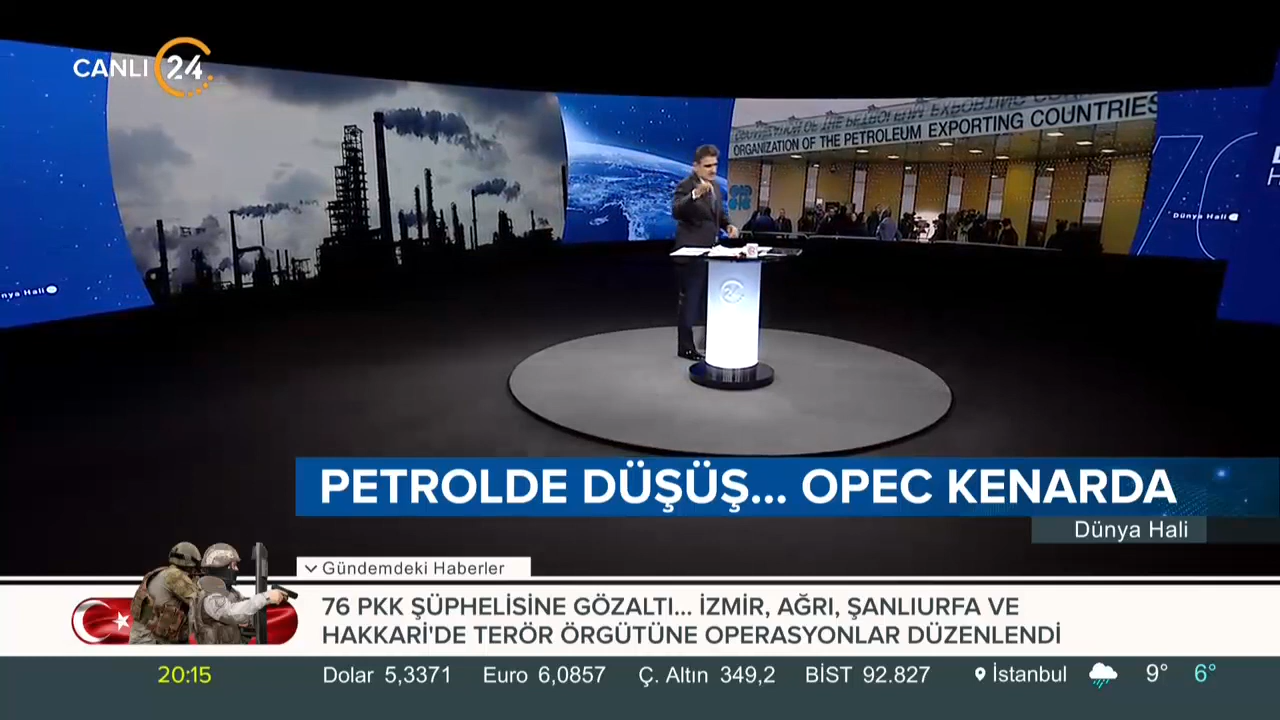 CANLI 24
ORGANIZATION OF THE PETROLEUM EXPORTING COUNTRIES
Dünya Hali
24
PETROLDE DÜŞÜŞ... OPEC KENARDA
Dünya Hali
Gündemdeki Haberler
76 PKK ŞÜPHELİSİNE GÖZALTI... İZMİR, AĞRI, ŞANLIURFA VE
HAKKARİ'DE TERÖR ÖRGÜTÜNE OPERASYONLAR DÜZENLENDİ
20:15 Dolar 5,3371 Euro 6,0857 Ç. Altın 349,2 BİST 92.827 İstanbul 9° 6°